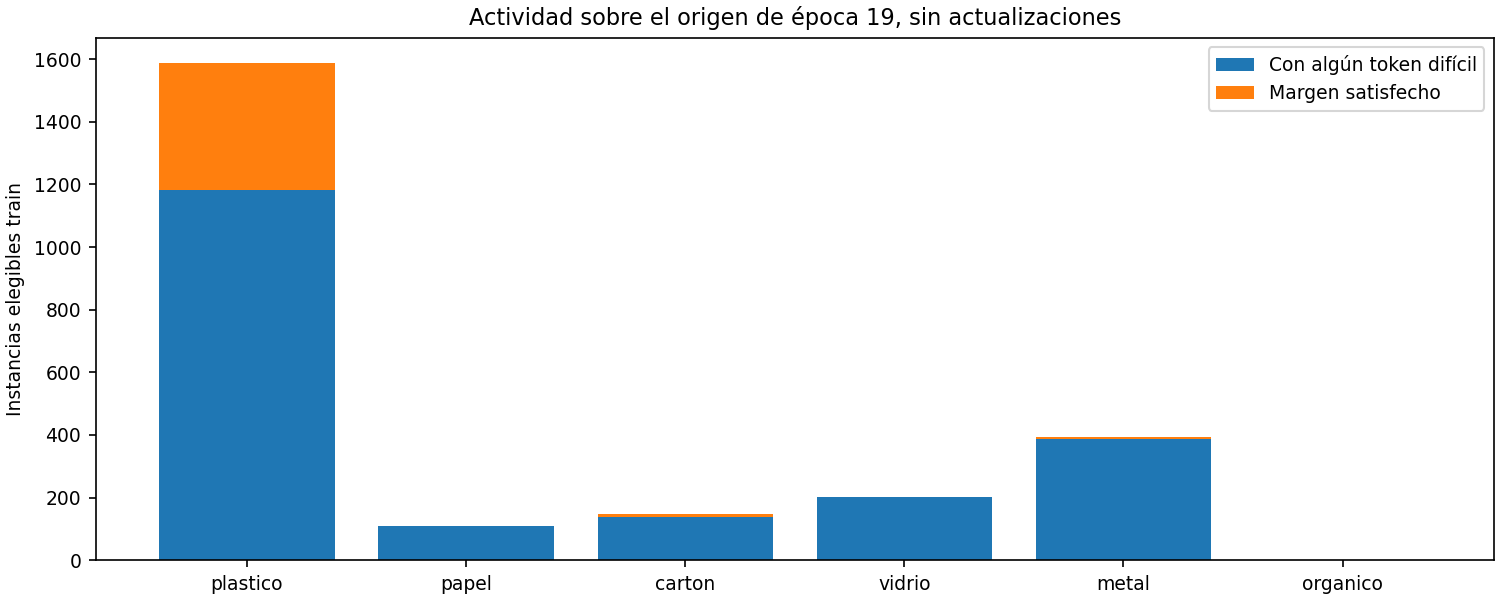 Actividad sobre el origen de época 19, sin actualizaciones
Con algún token difícil
Margen satisfecho
Instancias elegibles train
1600
1400
1200
1000
800
600
400
200
0
plastico
papel
carton
vidrio
metal
organico